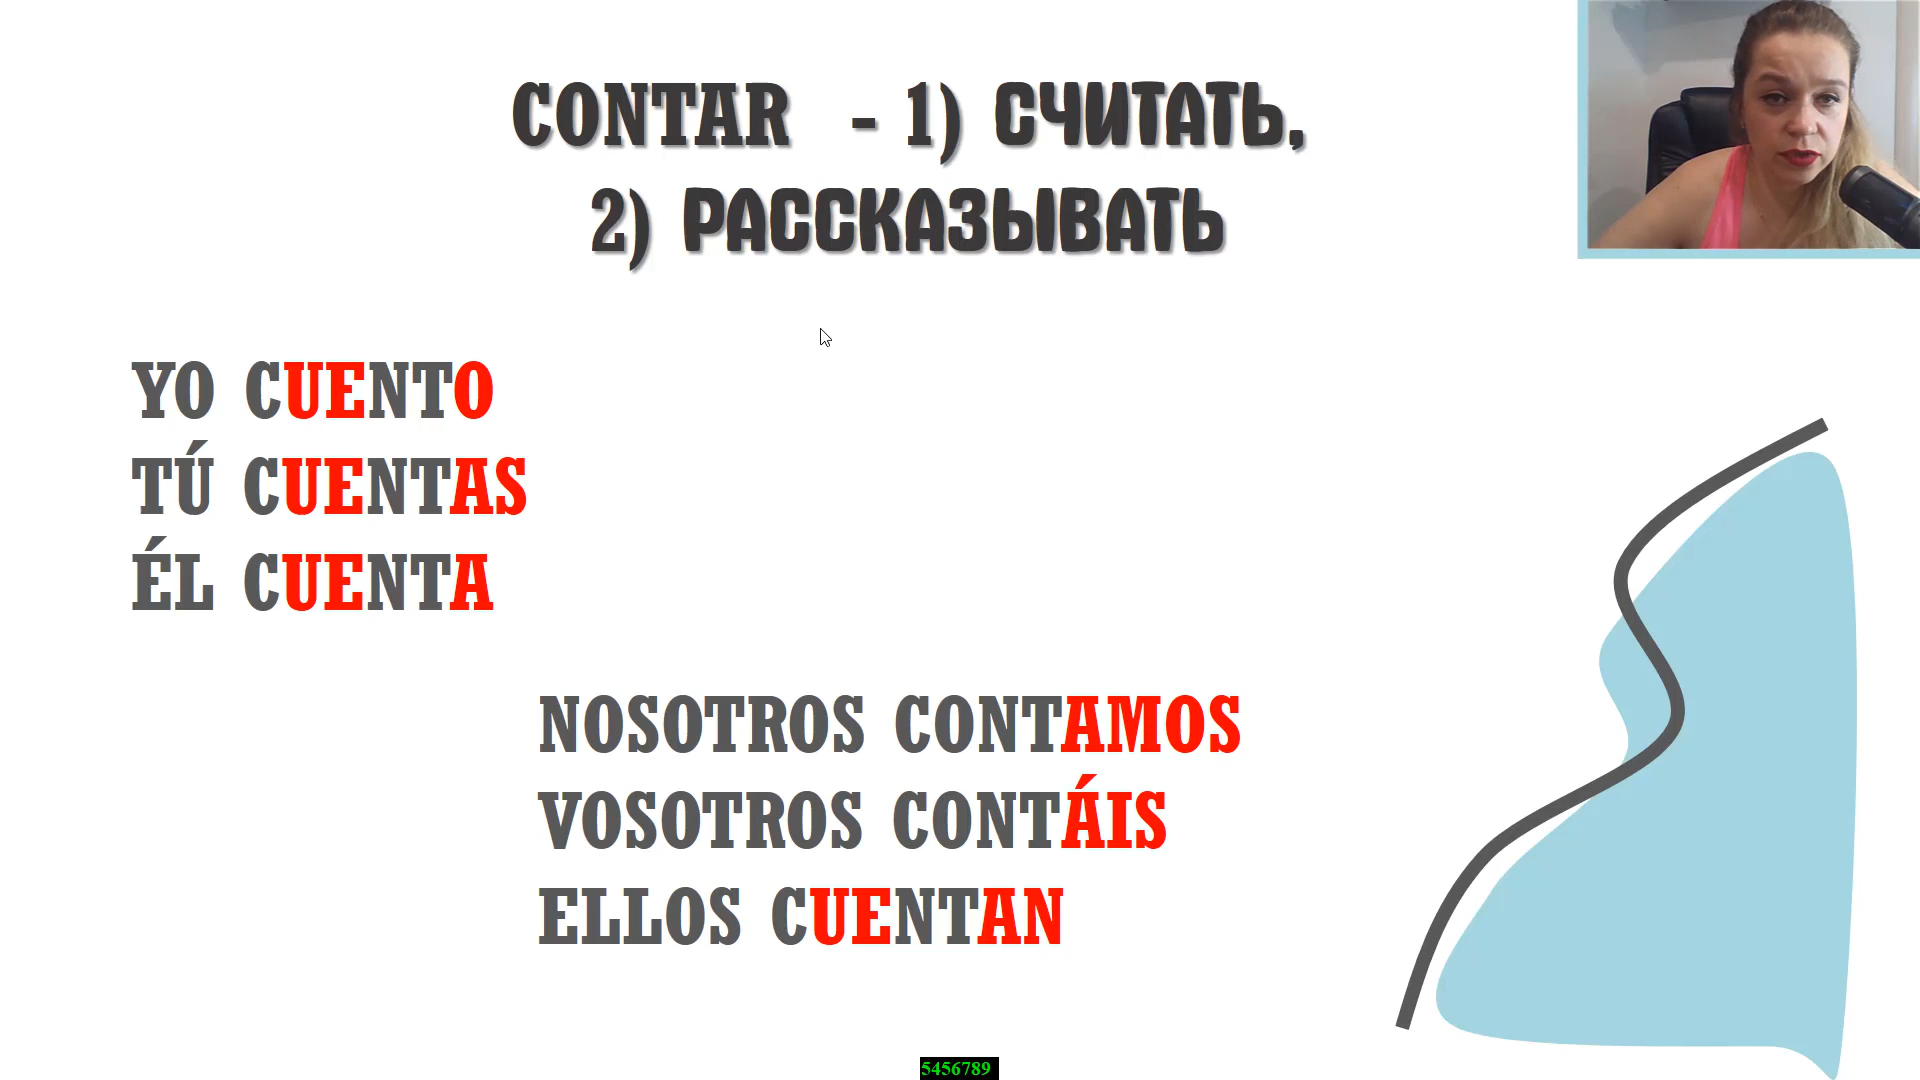 CONTAR - 1) СЧИТАТЬ,
2) РАССКАЗЫВАТЬ
YO CUENTO
TÚ CUENTAS
ÉL CUENTA
NOSOTROS CONTAMOS
VOSOTROS CONTÁIS
ELLOS CUENTAN
5456789